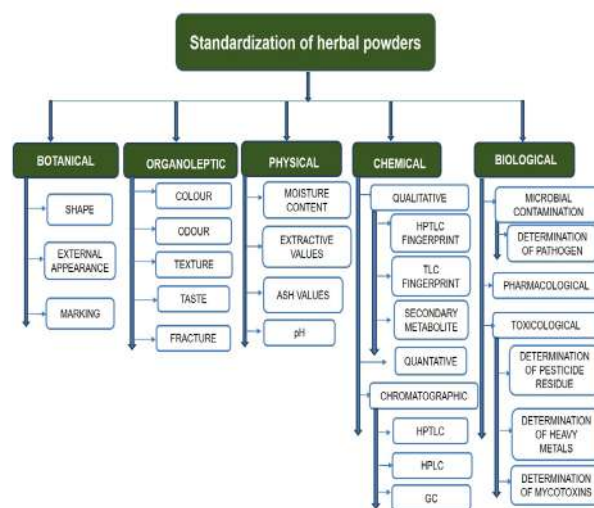 Standardization of herbal powders
BOTANICAL
SHAPE
EXTERNAL
APPEARANCE
MARKING
ORGANOLEPTIC
COLOUR
ODOUR
TEXTURE
TASTE
FRACTURE
PHYSICAL
MOISTURE
CONTENT
EXTRACTIVE
VALUES
ASH VALUES
pH
CHEMICAL
QUALITATIVE
HPTLC
FINGERPRINT
TLC
FINGERPRINT
SECONDARY
METABOLITE
QUANTATIVE
CHROMATOGRAPHIC
HPTLC
HPLC
GC
BIOLOGICAL
MICROBIAL
CONTAMINATION
DETERMINATION
OF PATHOGEN
PHARMACOLOGICAL
TOXICOLOGICAL
DETERMINATION
OF PESTICIDE
RESIDUE
DETERMINATION
OF HEAVY
METALS
DETERMINATION
OF MYCOTOXINS